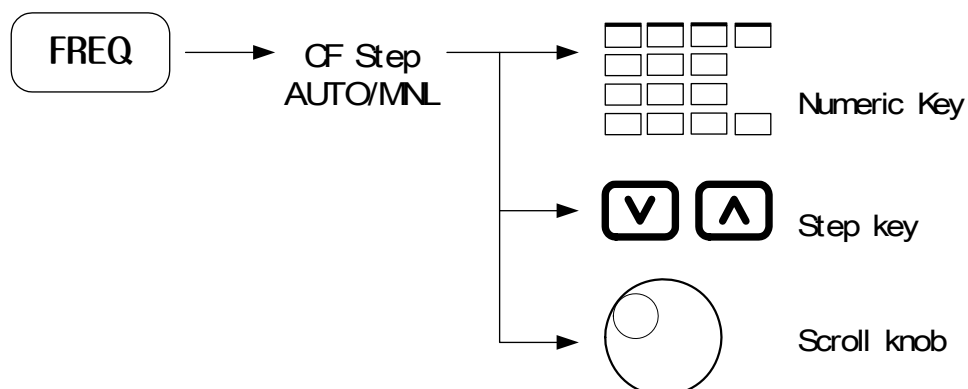 FREQ
CF Step
AUTO/MNL
Numeric Key
Step key
Scroll knob